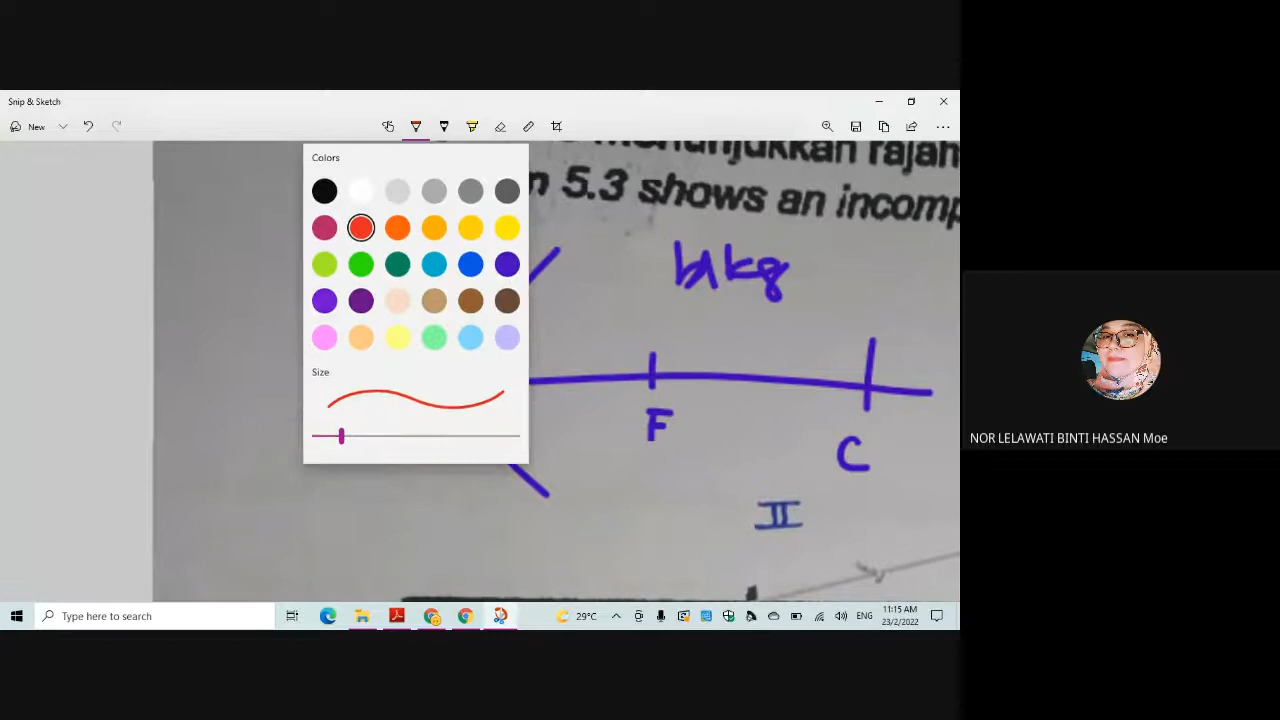 Snip & Sketch
New
Colors
Size
menunjukkan rajah
5.3 shows an incomp
blkg
F
C
II
NOR LELAWATI BINTI HASSAN Moe
Type here to search
29°C
ENG
11:15 AM
23/2/2022